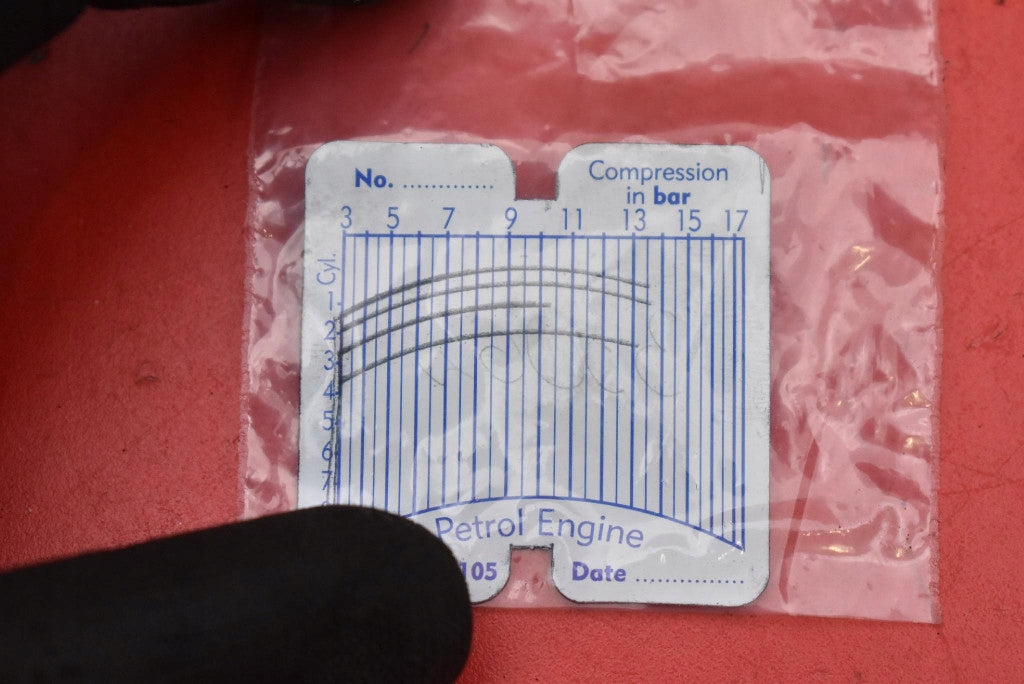 No. .............
Compression
in bar
3 5 7 9 11 13 15 17
Cyl.
1
2
3
4
5
6
7
Petrol Engine
105
Date ...............